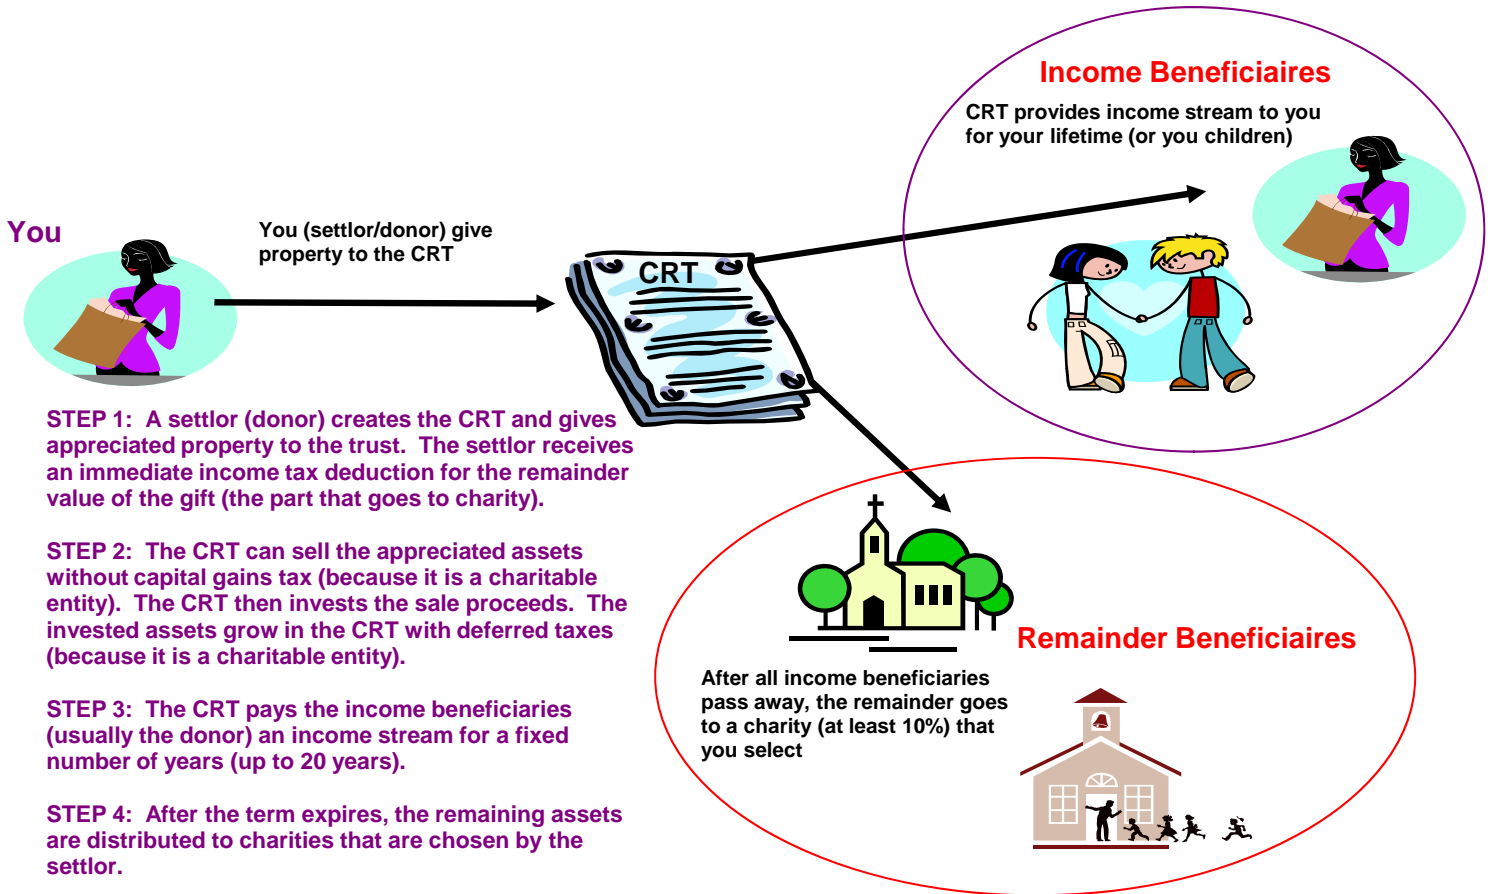 Income Beneficiaires
CRT provides income stream to you
for your lifetime (or you children)
You
You (settlor/donor) give
property to the CRT
CRT
STEP 1:  A settlor (donor) creates the CRT and gives
appreciated property to the trust.  The settlor receives
an immediate income tax deduction for the remainder
value of the gift (the part that goes to charity).
STEP 2:  The CRT can sell the appreciated assets
without capital gains tax (because it is a charitable
entity).  The CRT then invests the sale proceeds.  The
invested assets grow in the CRT with deferred taxes
(because it is a charitable entity).
STEP 3:  The CRT pays the income beneficiaries
(usually the donor) an income stream for a fixed
number of years (up to 20 years).
STEP 4:  After the term expires, the remaining assets
are distributed to charities that are chosen by the
settlor.
Remainder Beneficiaires
After all income beneficiaries
pass away, the remainder goes
to a charity (at least 10%) that
you select